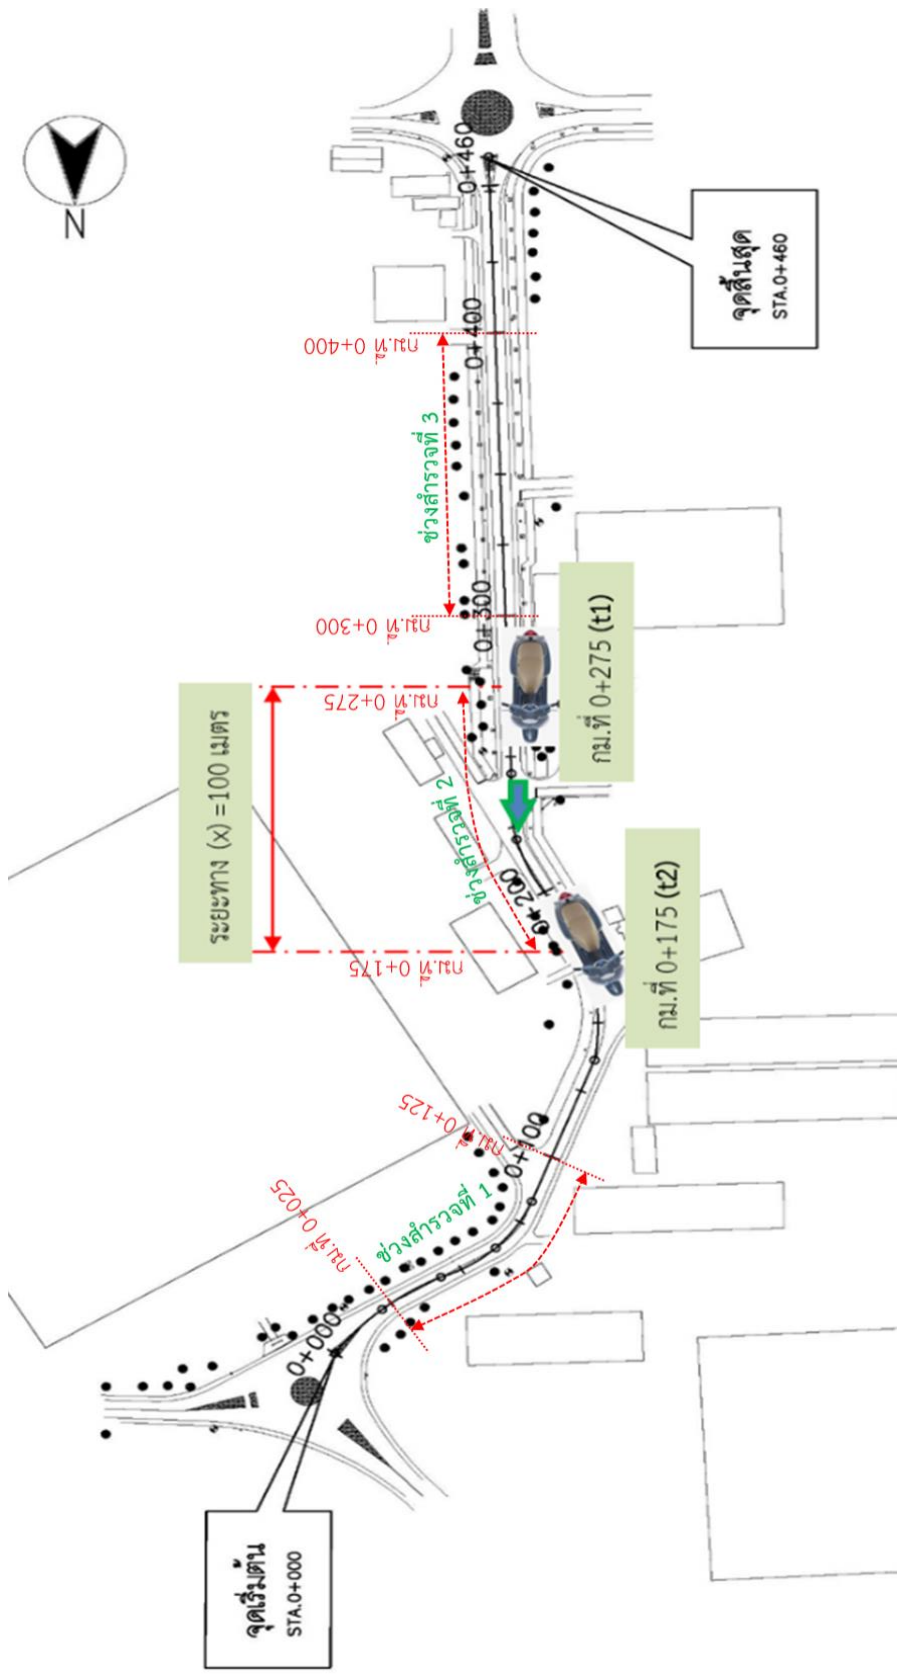 N
0+460
จุดสิ้นสุด
STA.0+460
0+400
กม.ที่ 0+400
ช่วงสำรวจที่ 3
กม.ที่ 0+300
0+300
กม.ที่ 0+275 (t1)
กม.ที่ 0+275
ระยะทาง (x) =100 เมตร
ช่วงสำรวจที่ 2
0+200
กม.ที่ 0+175
กม.ที่ 0+175 (t2)
กม.ที่ 0+125
0+100
ช่วงสำรวจที่ 1
กม.ที่ 0+025
0+000
จุดเริ่มต้น
STA.0+000